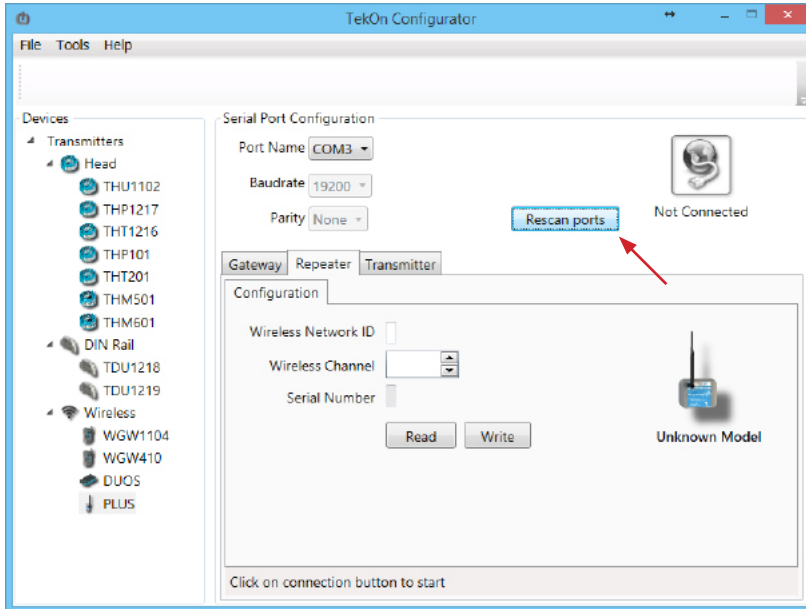 TekOn Configurator
File Tools Help
Devices
Transmitters
Head
THU1102
THP1217
THT1216
THP101
THT201
THM501
THM601
DIN Rail
TDU1218
TDU1219
Wireless
WGW1104
WGW410
DUOS
PLUS
Serial Port Configuration
Port Name COM3
Baudrate 19200
Parity None
Rescan ports
Not Connected
Gateway Repeater Transmitter
Configuration
Wireless Network ID
Wireless Channel
Serial Number
Read Write
Unknown Model
Click on connection button to start